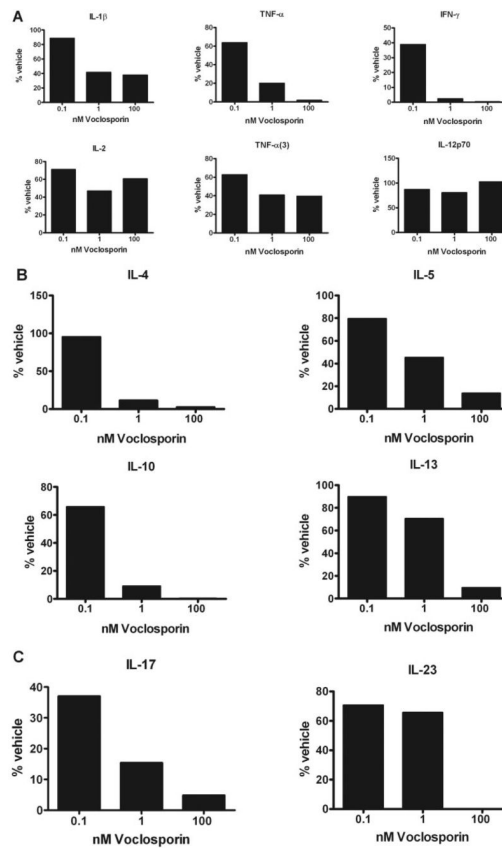 A
IL-1β
TNF-α
IFN-γ
% vehicle
100
80
60
40
20
0
0.1 1 100
nM Voclosporin
% vehicle
80
60
40
20
0
0.1 1 100
nM Voclosporin
% vehicle
50
40
30
20
10
0
0.1 1 100
nM Voclosporin
IL-2
TNF-α(3)
IL-12p70
% vehicle
80
60
40
20
0
0.1 1 100
nM Voclosporin
% vehicle
80
60
40
20
0
0.1 1 100
nM Voclosporin
% vehicle
150
100
50
0
0.1 1 100
nM Voclosporin
B
IL-4
IL-5
% vehicle
150
100
50
0
0.1 1 100
nM Voclosporin
% vehicle
100
80
60
40
20
0
0.1 1 100
nM Voclosporin
IL-10
IL-13
% vehicle
80
60
40
20
0
0.1 1 100
nM Voclosporin
% vehicle
100
80
60
40
20
0
0.1 1 100
nM Voclosporin
C
IL-17
IL-23
% vehicle
40
30
20
10
0
0.1 1 100
nM Voclosporin
% vehicle
80
60
40
20
0
0.1 1 100
nM Voclosporin